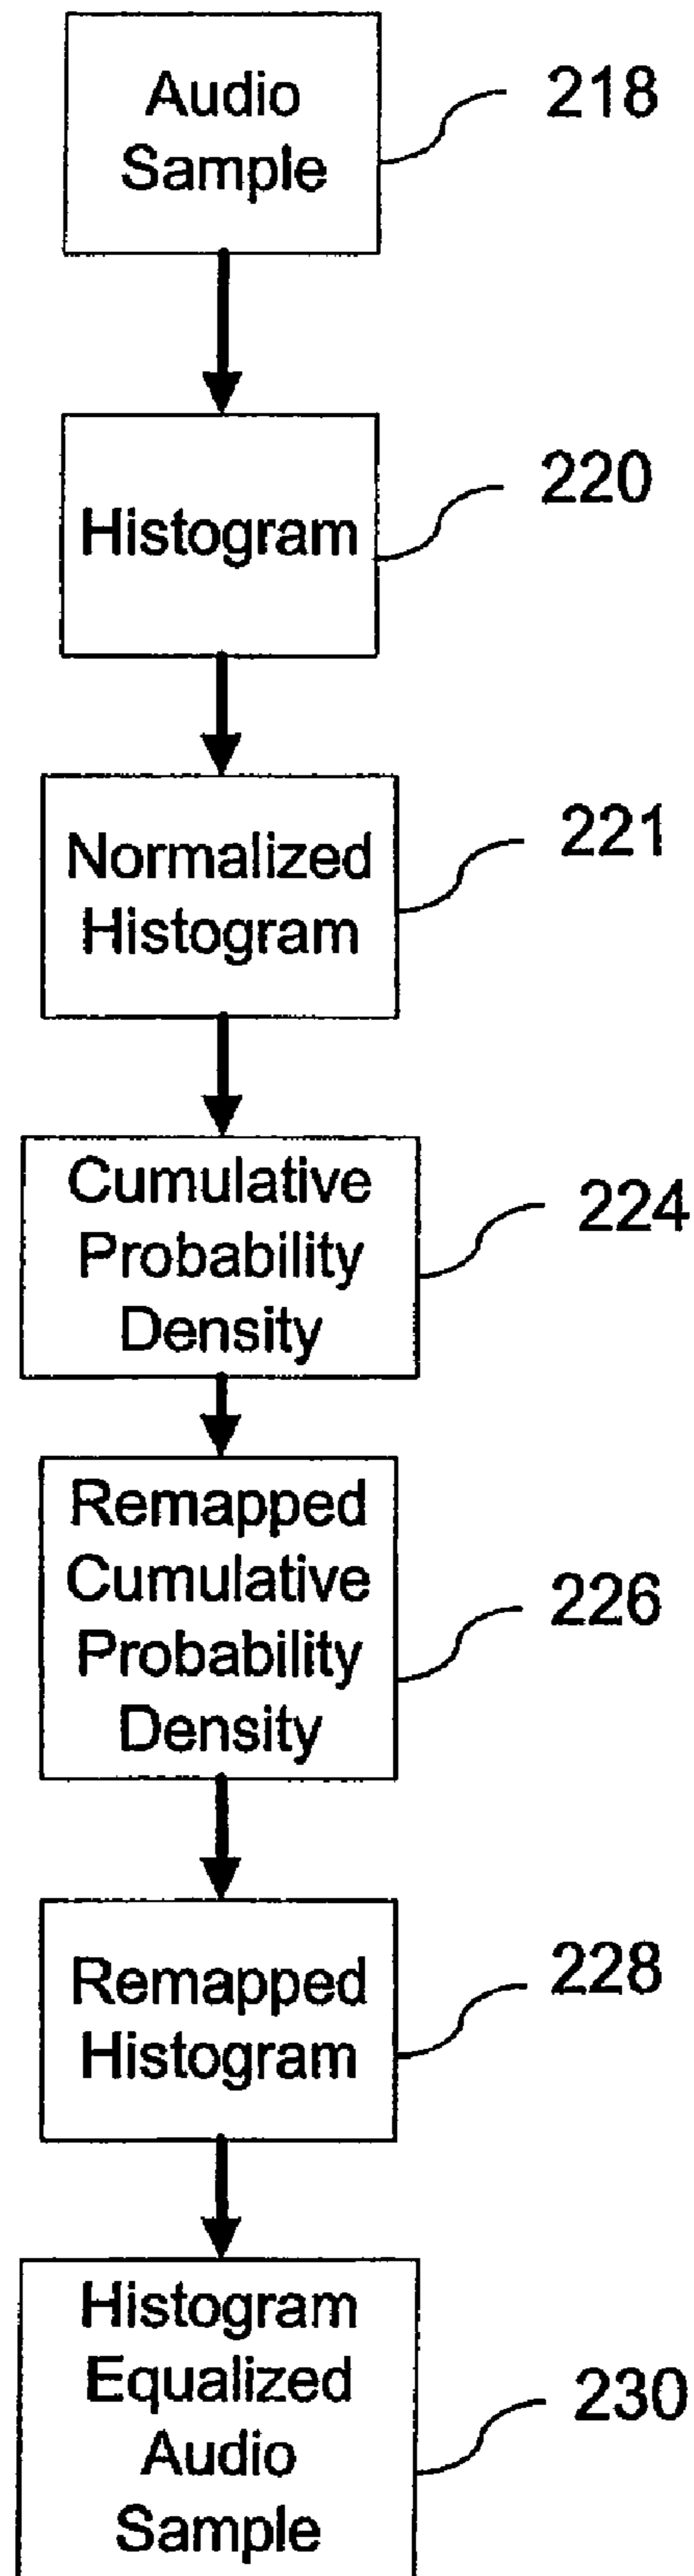 Audio
Sample
218
Histogram
220
Normalized
Histogram
221
Cumulative
Probability
Density
224
Remapped
Cumulative
Probability
Density
226
Remapped
Histogram
228
Histogram
Equalized
Audio
Sample
230